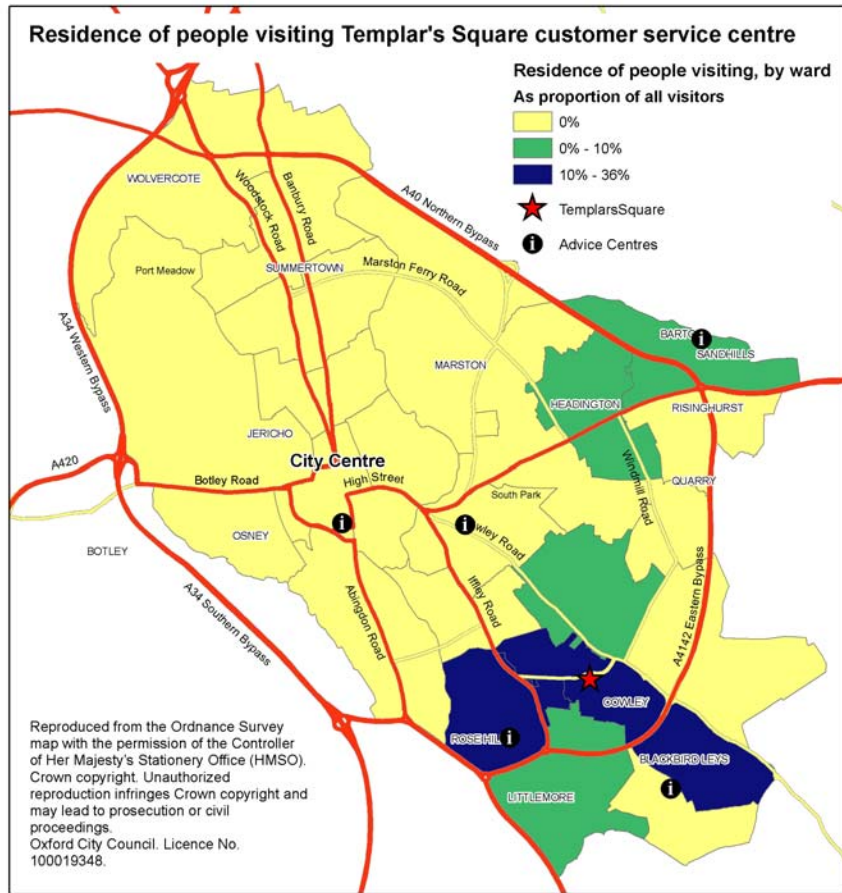 Residence of people visiting Templar's Square customer service centre
Residence of people visiting, by ward
As proportion of all visitors
0%
0% - 10%
10% - 36%
TemplarsSquare
Advice Centres
WOLVERCOTE
Woodstock Road
Banbury Road
A40 Northern Bypass
Port Meadow
SUMMERTOWN
Marston Ferry Road
A34 Western Bypass
MARSTON
SANDHILLS
HEADINGTON
RISINGHURST
JERICHO
City Centre
A420
Botley Road
High Street
Windmill Road
QUARRY
South Park
OSNEY
BOTLEY
Iffley Road
Abingdon Road
A34 Southern Bypass
A4142 Eastern Bypass
COWLEY
BLACKBIRD LEYS
LITTLEMORE
Reproduced from the Ordnance Survey
map with the permission of the Controller
of Her Majesty's Stationery Office (HMSO).
Crown copyright. Unauthorized
reproduction infringes Crown copyright and
may lead to prosecution or civil
proceedings.
Oxford City Council. Licence No.
100019348.